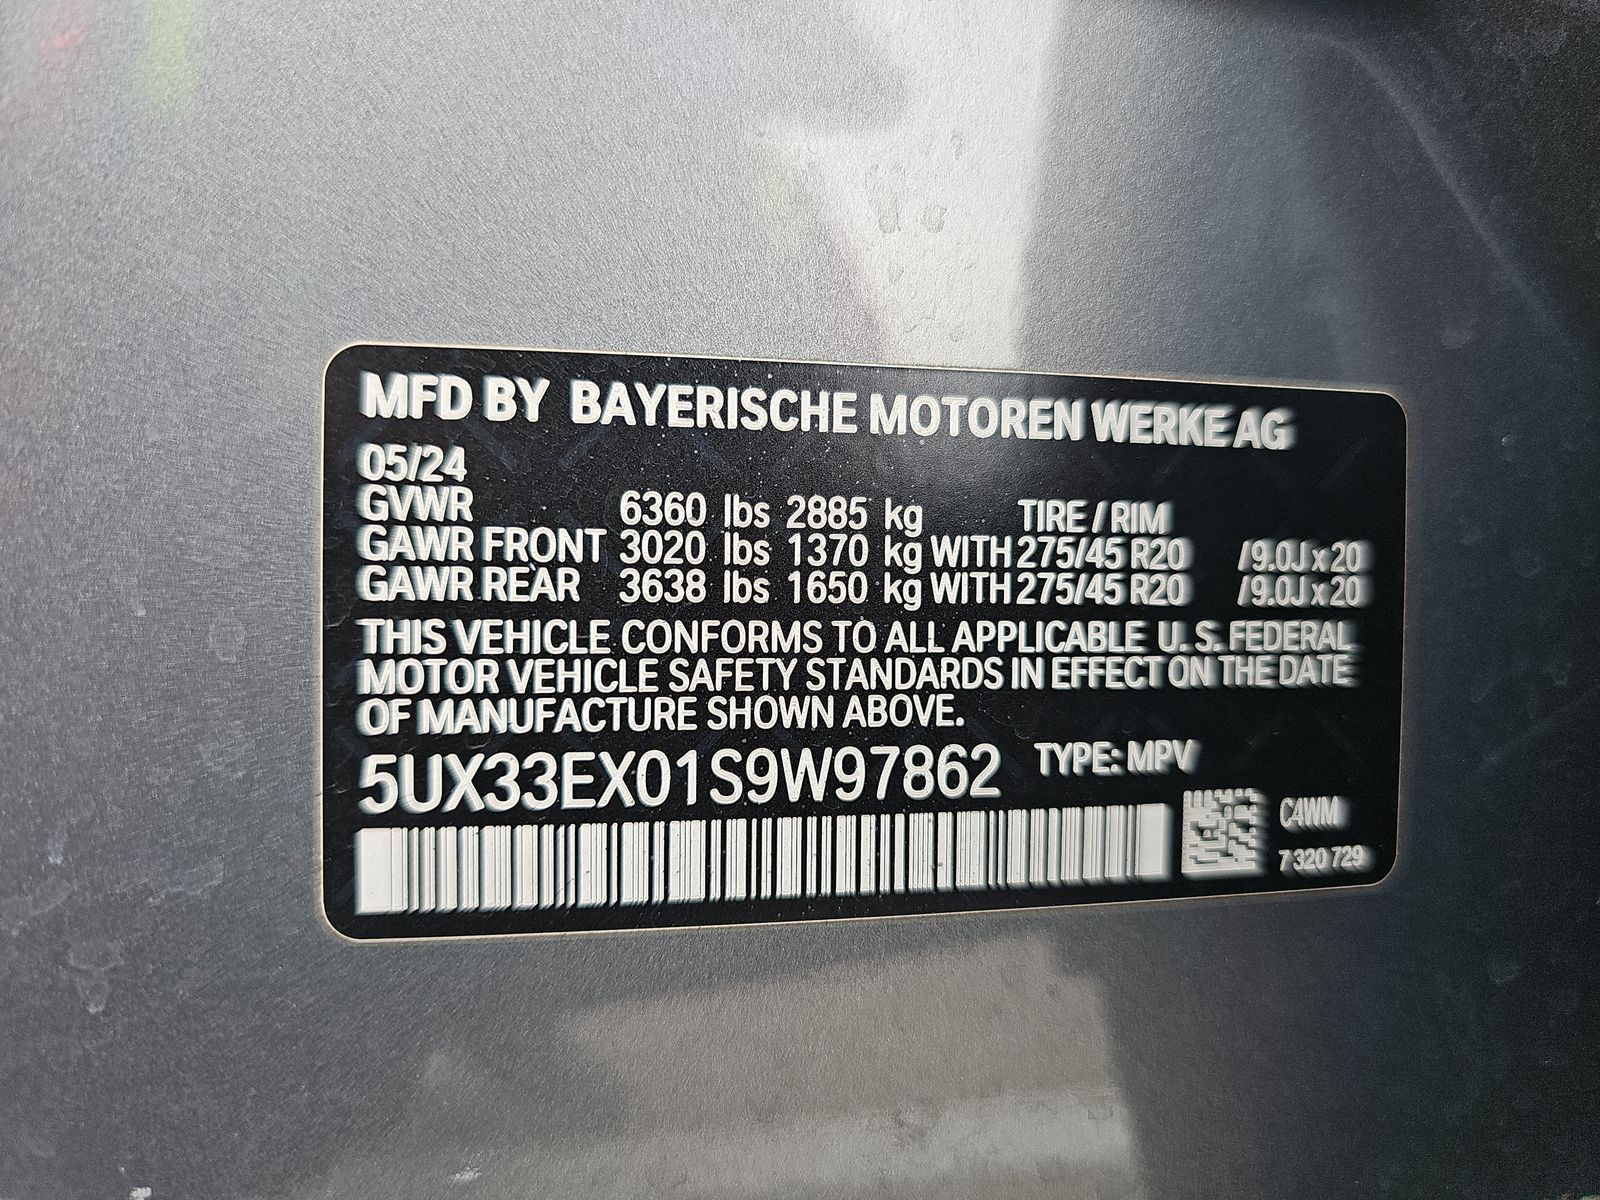 MFD BY BAYERISCHE MOTOREN WERKE AG
05/24
GVWR 6360 lbs 2885 kg TIRE / RIM
GAWR FRONT 3020 lbs 1370 kg WITH 275/45 R20 /9.0J x 20
GAWR REAR 3638 lbs 1650 kg WITH 275/45 R20 /9.0J x 20
THIS VEHICLE CONFORMS TO ALL APPLICABLE U. S. FEDERAL
MOTOR VEHICLE SAFETY STANDARDS IN EFFECT ON THE DATE
OF MANUFACTURE SHOWN ABOVE.
5UX33EX01S9W97862 TYPE: MPV
C4WM
7 320 729